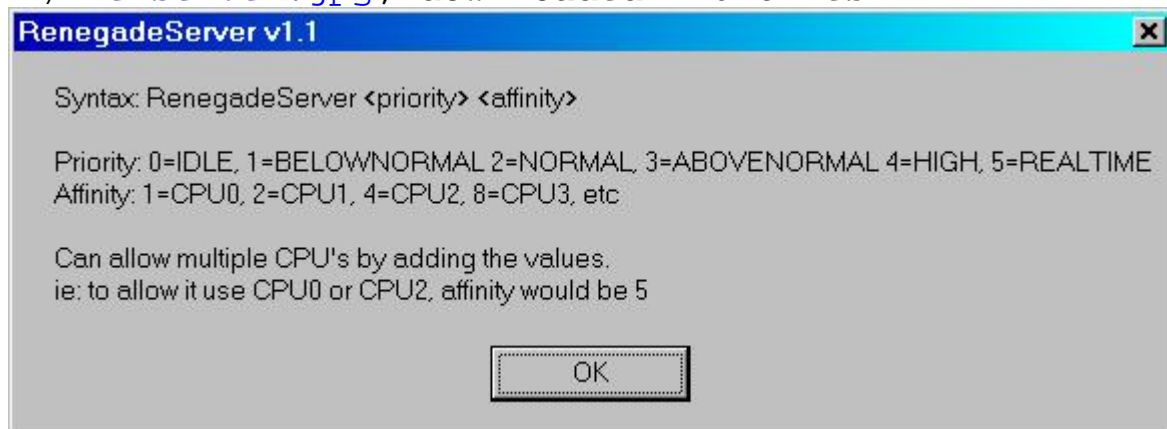 RenegadeServer v1.1
Syntax: RenegadeServer <priority> <affinity>
Priority: 0=IDLE, 1=BELOWNORMAL 2=NORMAL, 3=ABOVENORMAL 4=HIGH, 5=REALTIME
Affinity: 1=CPU0, 2=CPU1, 4=CPU2, 8=CPU3, etc
Can allow multiple CPU's by adding the values.
ie: to allow it use CPU0 or CPU2, affinity would be 5
OK